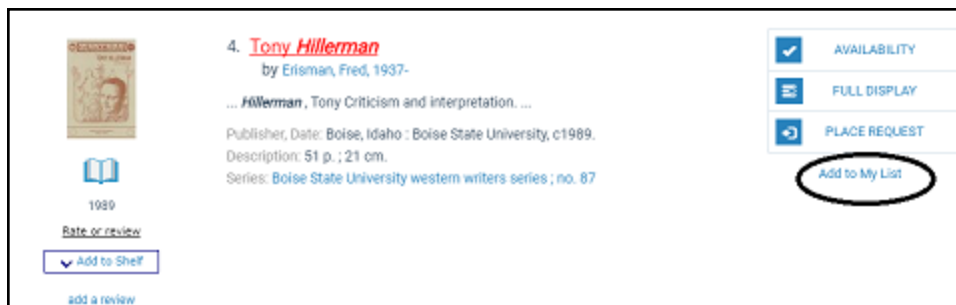 4. Tony Hillerman
by Erisman, Fred, 1937-
... Hillerman , Tony Criticism and interpretation. ...
Publisher, Date: Boise, Idaho : Boise State University, c1989.
Description: 51 p. ; 21 cm.
Series: Boise State University western writers series ; no. 87
1989
Rate or review
Add to Shelf
add a review
AVAILABILITY
FULL DISPLAY
PLACE REQUEST
Add to My List